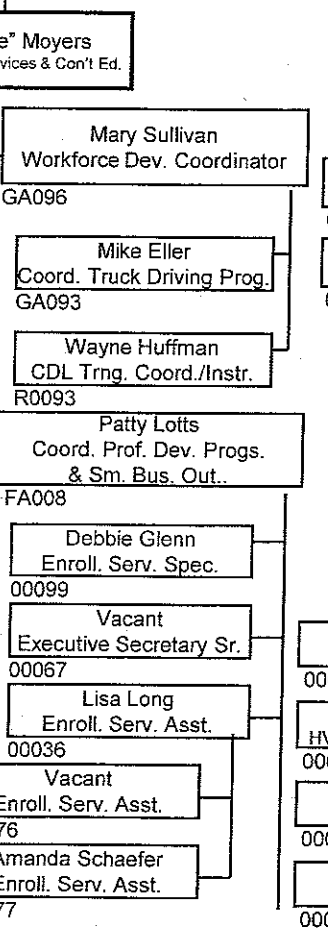 Moyers
& Con't Ed.
Mary Sullivan
Workforce Dev. Coordinator
GA096
Mike Eller
Coord. Truck Driving Prog.
GA093
Wayne Huffman
CDL Trng. Coord./Instr.
R0093
Patty Lotts
Coord. Prof. Dev. Progs.
& Sm. Bus. Out..
FA008
Debbie Glenn
Enroll. Serv. Spec.
00099
Vacant
Executive Secretary Sr.
00067
Lisa Long
Enroll. Serv. Asst.
00036
Vacant
Enroll. Serv. Asst.
76
Amanda Schaefer
Enroll. Serv. Asst.
77